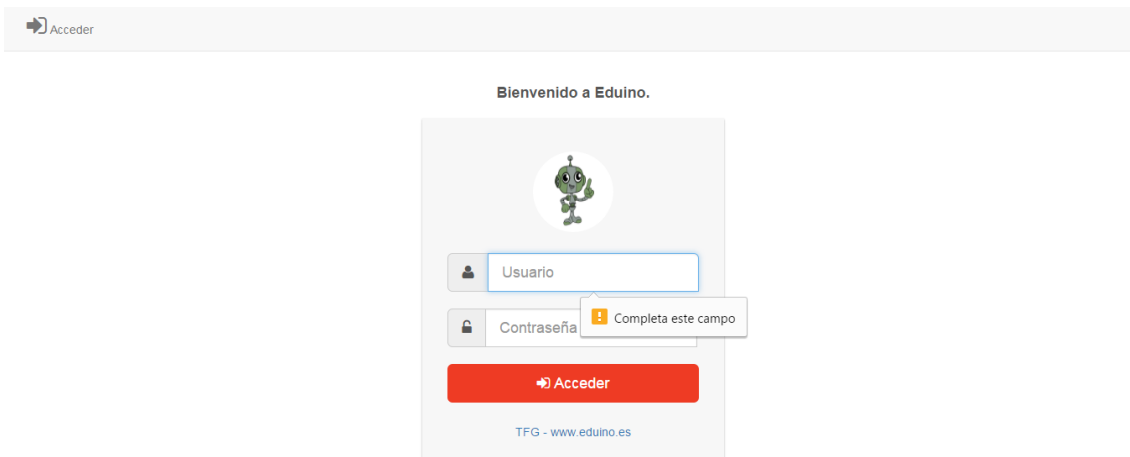 Acceder
Bienvenido a Eduino.
Usuario
Completa este campo
Contraseña
Acceder
TFG - www.eduino.es